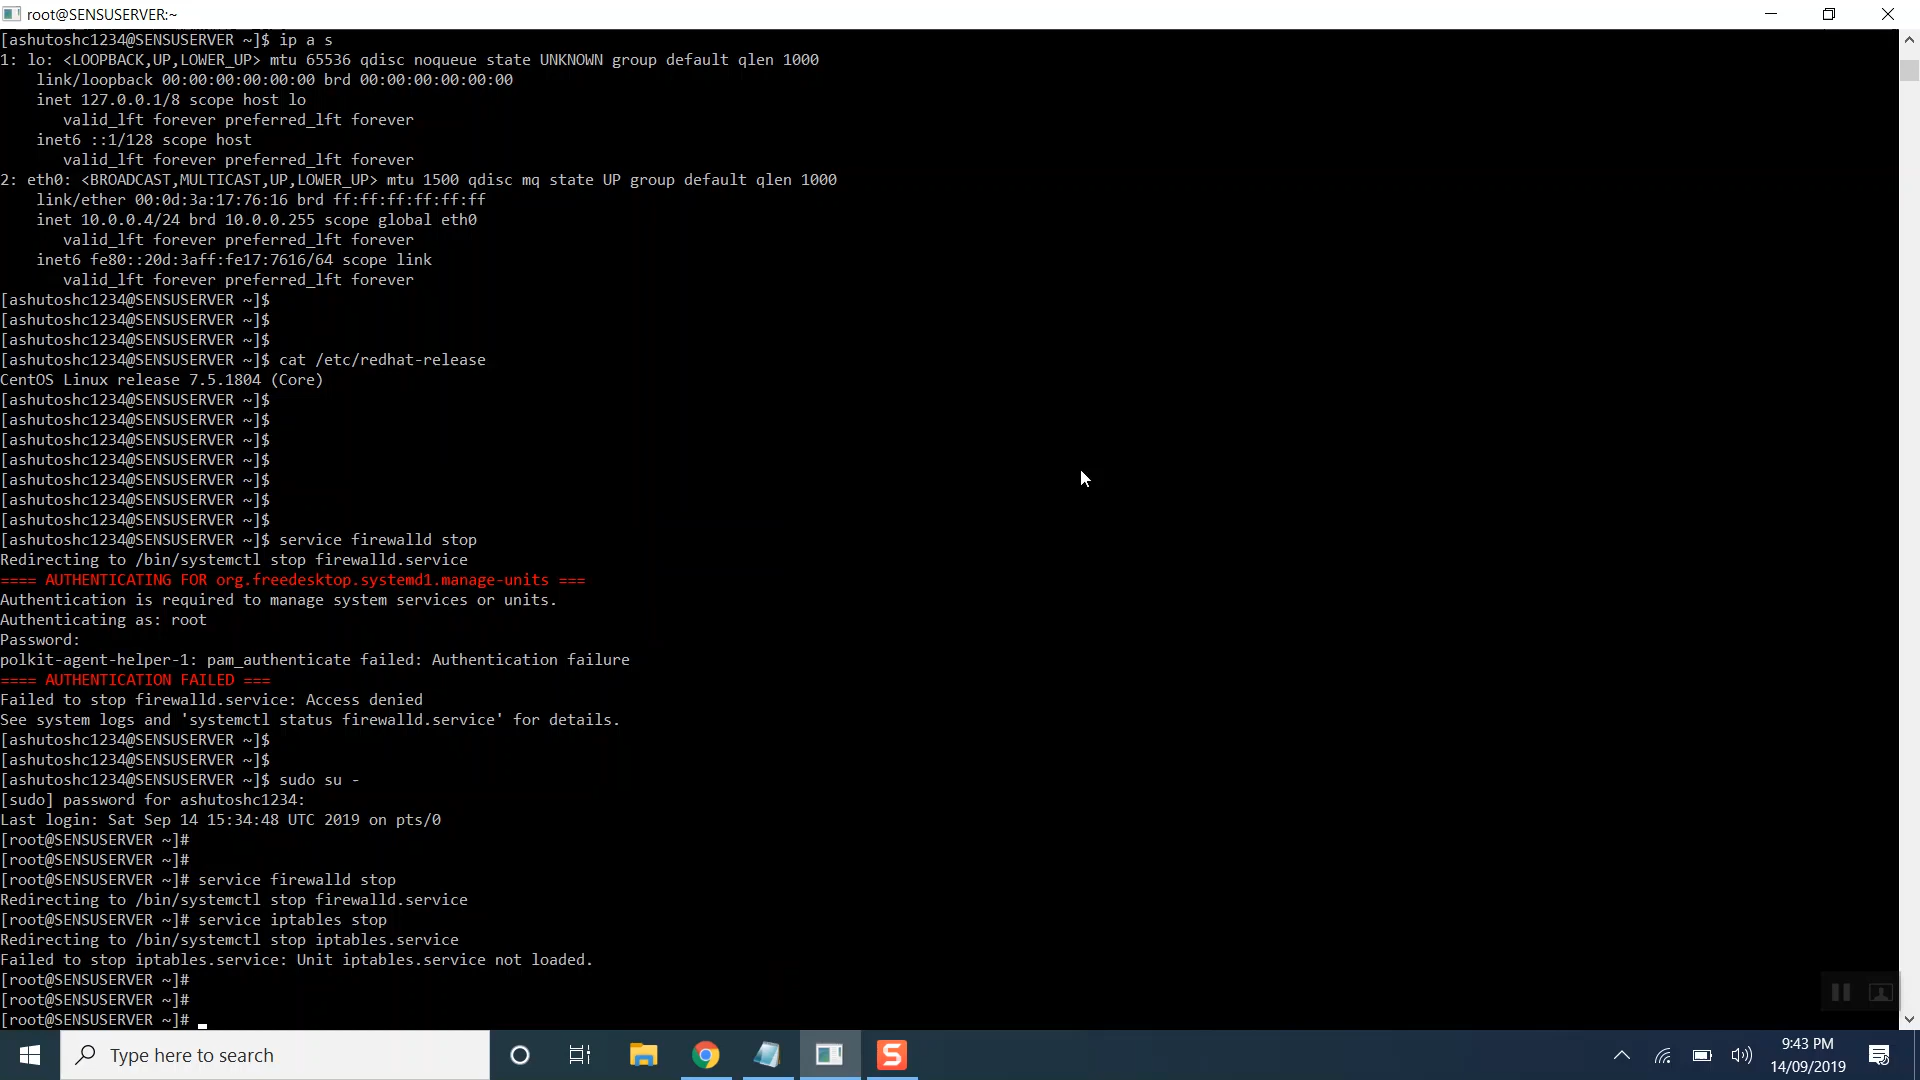 root@SENSUSERVER:~
[ashutoshc1234@SENSUSERVER ~]$ ip a s
1: lo: <LOOPBACK,UP,LOWER_UP> mtu 65536 qdisc noqueue state UNKNOWN group default qlen 1000
    link/loopback 00:00:00:00:00:00 brd 00:00:00:00:00:00
    inet 127.0.0.1/8 scope host lo
       valid_lft forever preferred_lft forever
    inet6 ::1/128 scope host
       valid_lft forever preferred_lft forever
2: eth0: <BROADCAST,MULTICAST,UP,LOWER_UP> mtu 1500 qdisc mq state UP group default qlen 1000
    link/ether 00:0d:3a:17:76:16 brd ff:ff:ff:ff:ff:ff
    inet 10.0.0.4/24 brd 10.0.0.255 scope global eth0
       valid_lft forever preferred_lft forever
    inet6 fe80::20d:3aff:fe17:7616/64 scope link
       valid_lft forever preferred_lft forever
[ashutoshc1234@SENSUSERVER ~]$
[ashutoshc1234@SENSUSERVER ~]$
[ashutoshc1234@SENSUSERVER ~]$
[ashutoshc1234@SENSUSERVER ~]$ cat /etc/redhat-release
CentOS Linux release 7.5.1804 (Core)
[ashutoshc1234@SENSUSERVER ~]$
[ashutoshc1234@SENSUSERVER ~]$
[ashutoshc1234@SENSUSERVER ~]$
[ashutoshc1234@SENSUSERVER ~]$
[ashutoshc1234@SENSUSERVER ~]$
[ashutoshc1234@SENSUSERVER ~]$
[ashutoshc1234@SENSUSERVER ~]$
[ashutoshc1234@SENSUSERVER ~]$ service firewalld stop
Redirecting to /bin/systemctl stop firewalld.service
==== AUTHENTICATING FOR org.freedesktop.systemd1.manage-units ===
Authentication is required to manage system services or units.
Authenticating as: root
Password:
polkit-agent-helper-1: pam_authenticate failed: Authentication failure
==== AUTHENTICATION FAILED ===
Failed to stop firewalld.service: Access denied
See system logs and 'systemctl status firewalld.service' for details.
[ashutoshc1234@SENSUSERVER ~]$
[ashutoshc1234@SENSUSERVER ~]$
[ashutoshc1234@SENSUSERVER ~]$ sudo su -
[sudo] password for ashutoshc1234:
Last login: Sat Sep 14 15:34:48 UTC 2019 on pts/0
[root@SENSUSERVER ~]#
[root@SENSUSERVER ~]#
[root@SENSUSERVER ~]# service firewalld stop
Redirecting to /bin/systemctl stop firewalld.service
[root@SENSUSERVER ~]# service iptables stop
Redirecting to /bin/systemctl stop iptables.service
Failed to stop iptables.service: Unit iptables.service not loaded.
[root@SENSUSERVER ~]#
[root@SENSUSERVER ~]#
[root@SENSUSERVER ~]#
Type here to search
S
9:43 PM
14/09/2019